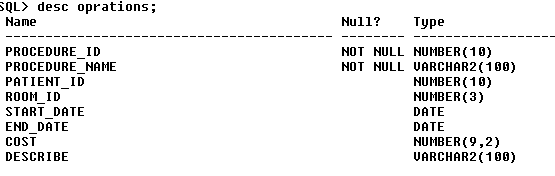 SQL> desc oprations;
Name Null? Type
----------------------------------------- -------- ----------------------------
PROCEDURE_ID NOT NULL NUMBER(10)
PROCEDURE_NAME NOT NULL VARCHAR2(100)
PATIENT_ID NUMBER(10)
ROOM_ID NUMBER(3)
START_DATE DATE
END_DATE DATE
COST NUMBER(9,2)
DESCRIBE VARCHAR2(100)